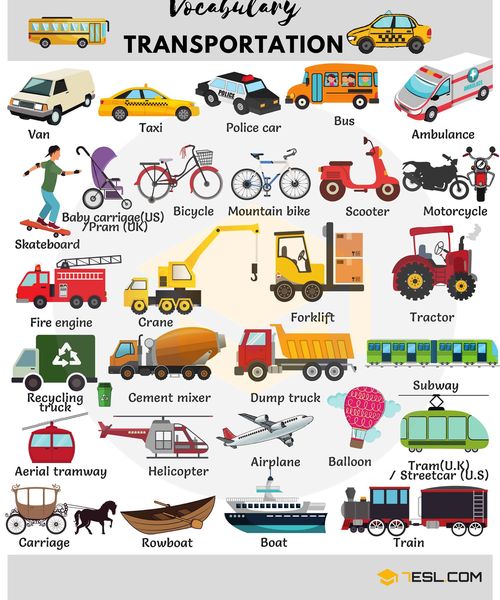 Vocabulary
TRANSPORTATION
Van
Taxi
POLICE
Police car
Bus
Ambulance
Skateboard
Baby carriage(US)
/Pram (UK)
Bicycle
Mountain bike
Scooter
Motorcycle
Fire engine
Crane
Forklift
Tractor
Recycling
truck
Cement mixer
Dump truck
Subway
Aerial tramway
Helicopter
Airplane
Balloon
Tram(U.K)
/ Streetcar (U.S)
Carriage
Rowboat
Boat
Train
7ESL.COM